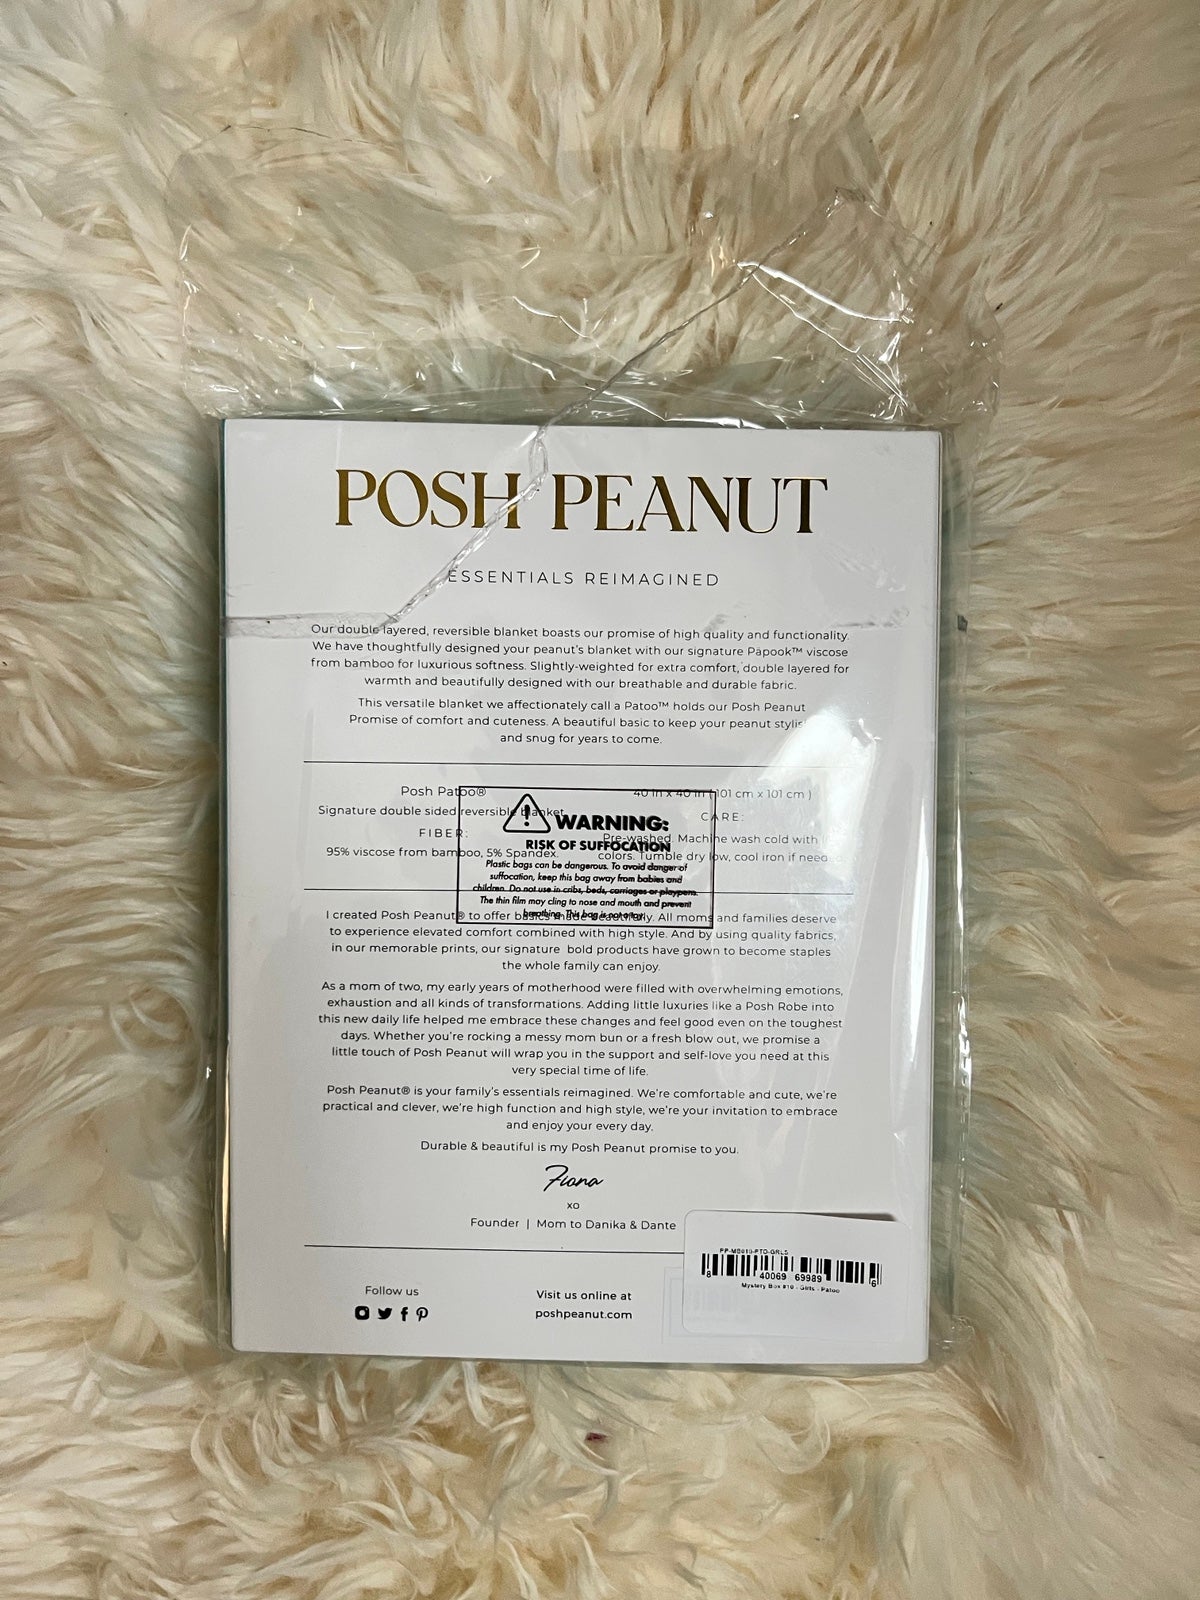 POSH PEANUT
ESSENTIALS REIMAGINED
Our double layered, reversible blanket boasts our promise of high quality and functionality.
We have thoughtfully designed your peanut's blanket with our signature Päpook™ viscose
from bamboo for luxurious softness. Slightly-weighted for extra comfort, double layered for
warmth and beautifully designed with our breathable and durable fabric.
This versatile blanket we affectionately call a Patoo™ holds our Posh Peanut
Promise of comfort and cuteness. A beautiful basic to keep your peanut
and snug for years to come.
Posh Patoo®
Signature double sided reversible blanket
FIBER:
95% viscose from bamboo, 5% Spandex.
40 in x 40 in ( 101 cm x 101 cm )
CARE:
Pre-washed. Machine wash cold with
colors. Tumble dry low, cool iron if needed.
WARNING:
RISK OF SUFFOCATION
Plastic bags can be dangerous. To avoid danger of
suffocation, keep this bag away from babies and
children. Do not use in cribs, beds, carriages or playpens.
The thin film may cling to nose and mouth and prevent
breathing. This bag is not a toy.
I created Posh Peanut® to offer basics made beautifully. All moms and families deserve
to experience elevated comfort combined with high style. And by using quality fabrics,
in our memorable prints, our signature bold products have grown to become staples
the whole family can enjoy.
As a mom of two, my early years of motherhood were filled with overwhelming emotions,
exhaustion and all kinds of transformations. Adding little luxuries like a Posh Robe into
this new daily life helped me embrace these changes and feel good even on the toughest
days. Whether you're rocking a messy mom bun or a fresh blow out, we promise a
little touch of Posh Peanut will wrap you in the support and self-love you need at this
very special time of life.
Posh Peanut® is your family's essentials reimagined. We're comfortable and cute, we're
practical and clever, we're high function and high style, we're your invitation to embrace
and enjoy your every day.
Durable & beautiful is my Posh Peanut promise to you.
Fiona
xo
Founder | Mom to Danika & Dante
Follow us
Visit us online at
poshpeanut.com
PP-MB010-PTO-GRLS
8 40069 69989 6
Mystery Box #10 - Girls - Patoo